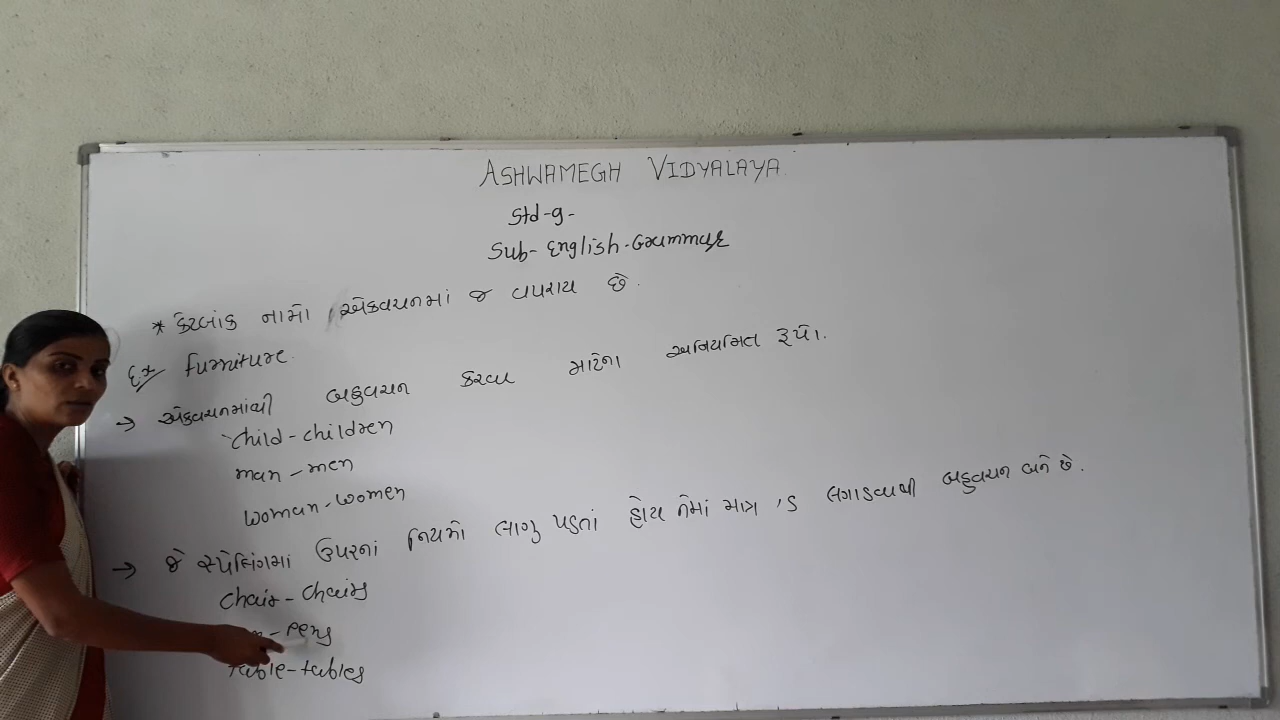 ASHWAMEGH VIDYALAYA
Std-9-
Sub-English-Grammar
* કેટલાંક નામો એકવચનમાં જ વપરાય છે.
Ex furniture.
→ એકવચનમાંથી બહુવચન કરવા માટેના અનિયમિત રૂપો.
child-children
man-men
woman-women
→ જે સ્પેલિંગમાં ઉપરનાં નિયમો લાગુ પડતાં હોય તેમાં માત્ર 's લગાડવાથી બહુવચન બને છે.
chair-chairs
-pens
table-tables